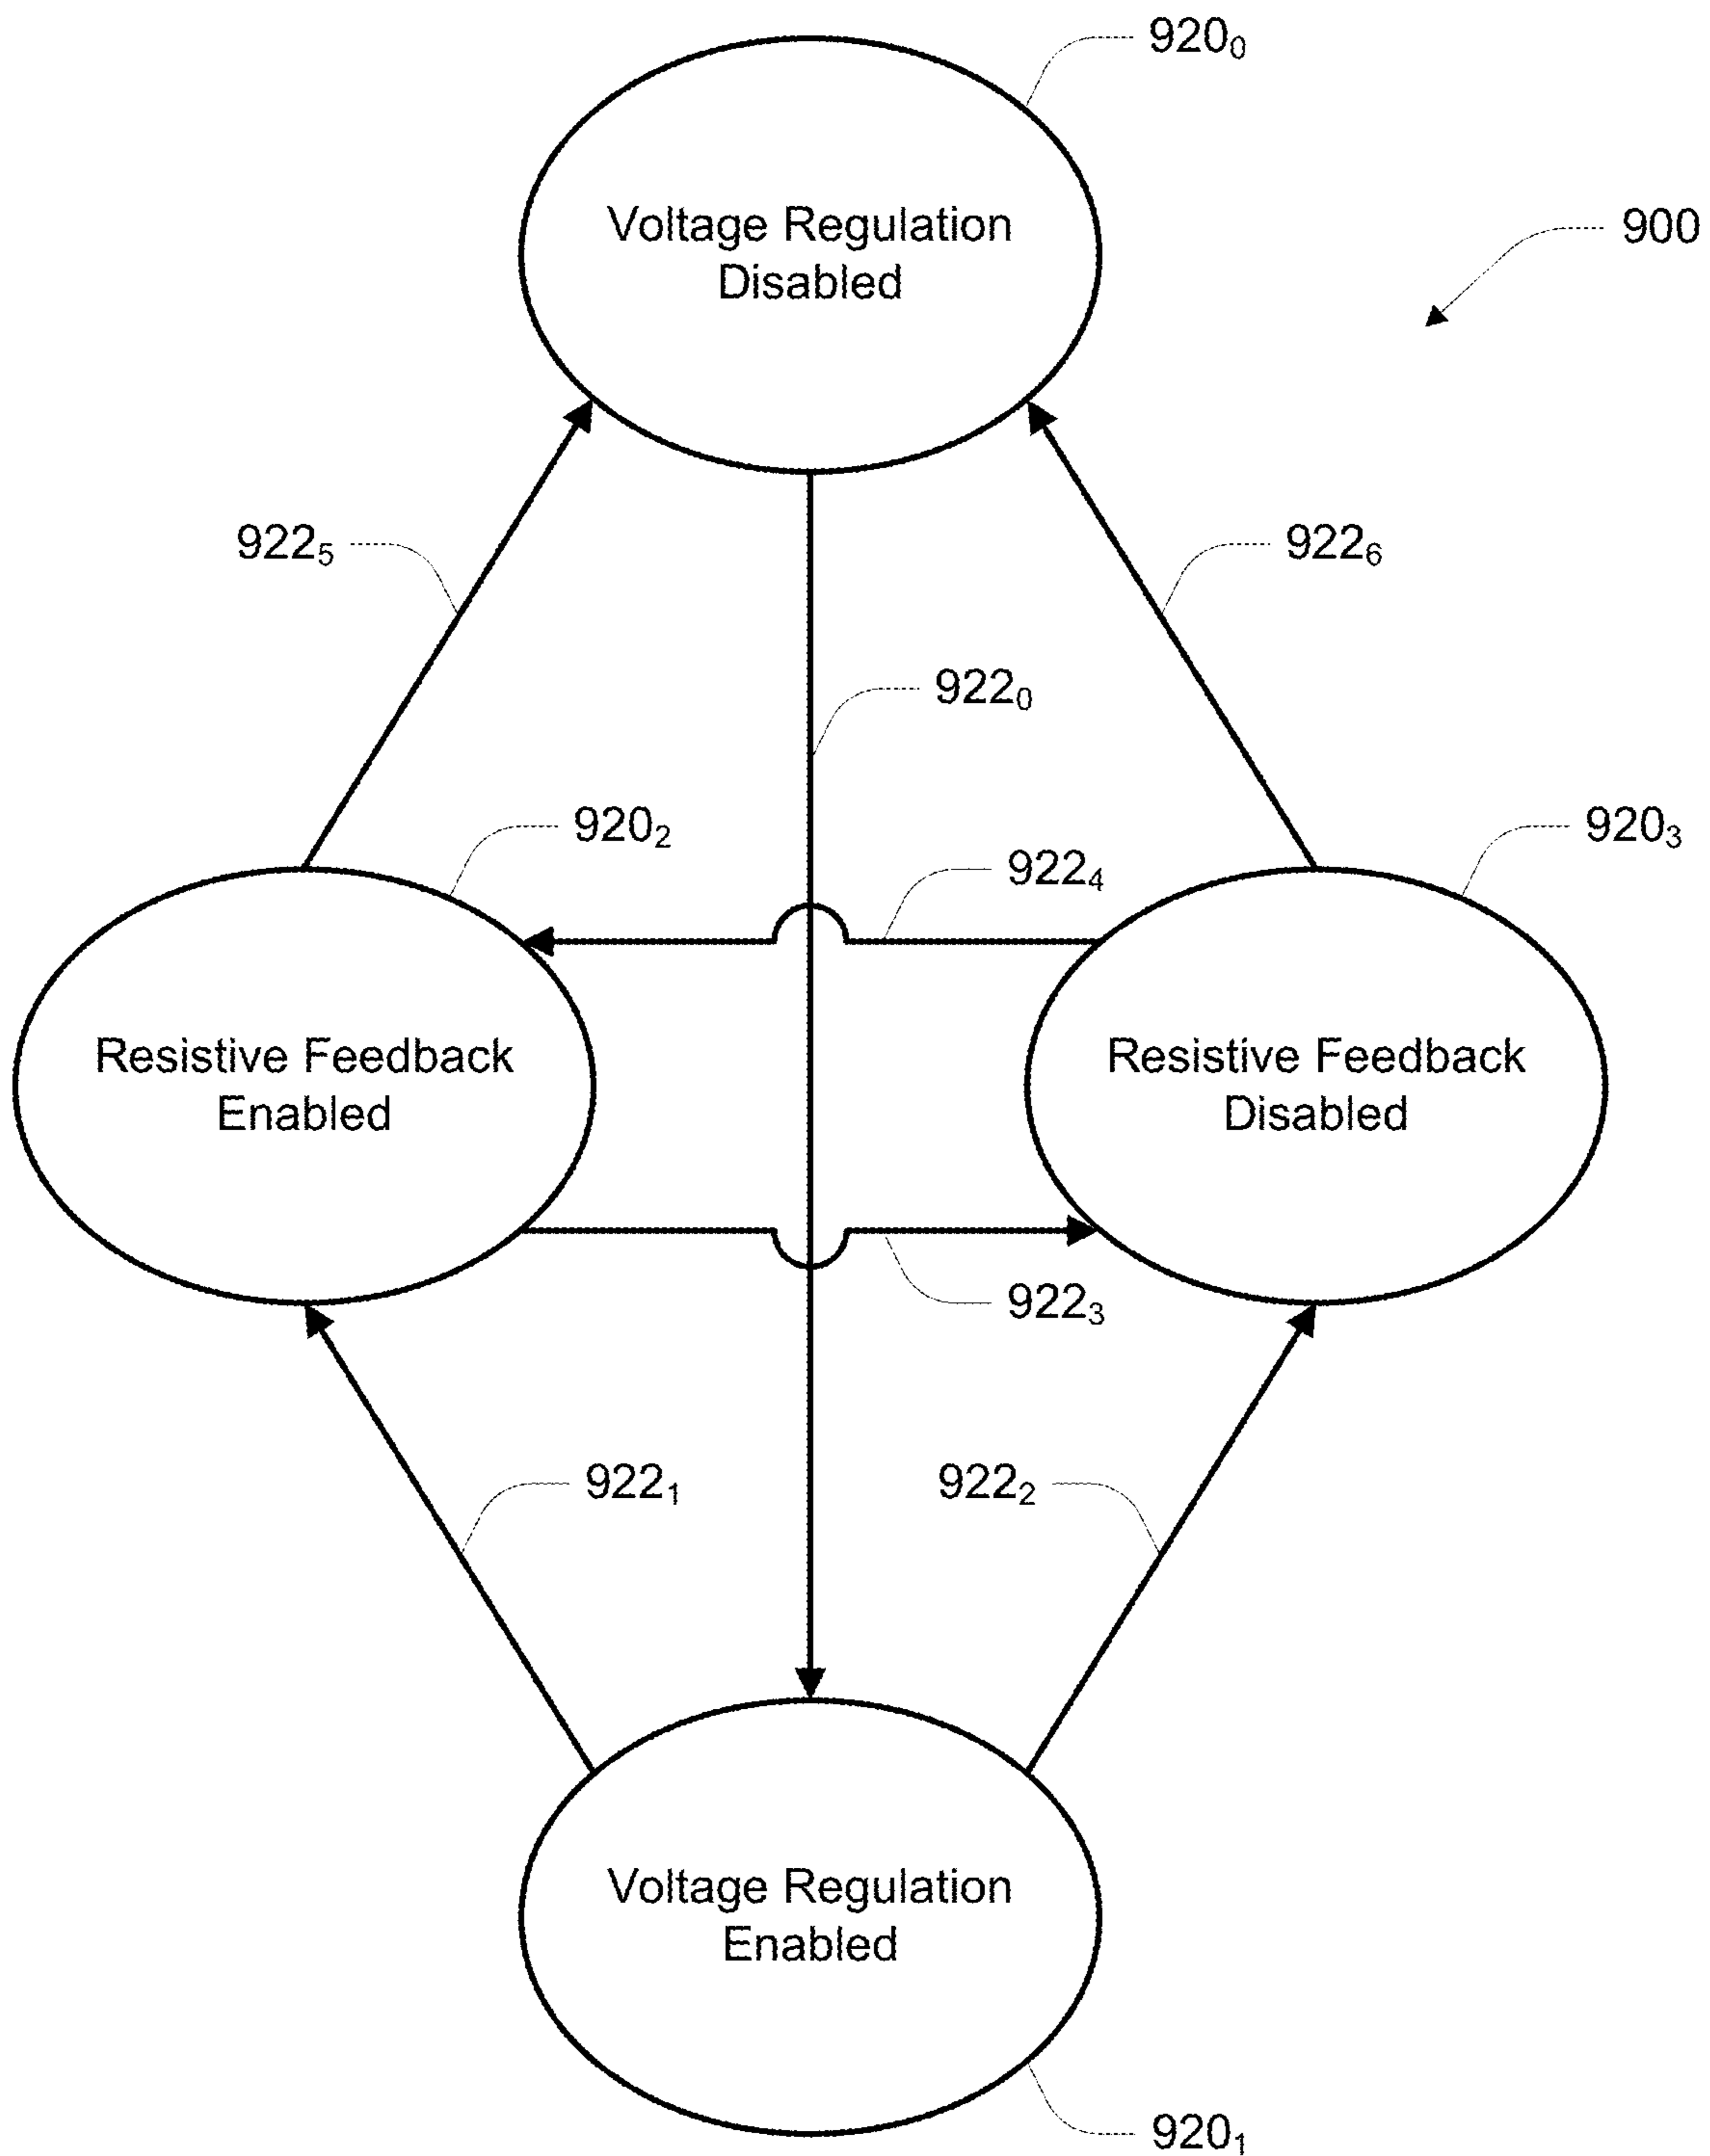 920₀
Voltage Regulation
Disabled
900
922₅
922₆
922₀
920₂
920₃
922₄
Resistive Feedback
Enabled
Resistive Feedback
Disabled
922₃
922₁
922₂
Voltage Regulation
Enabled
920₁